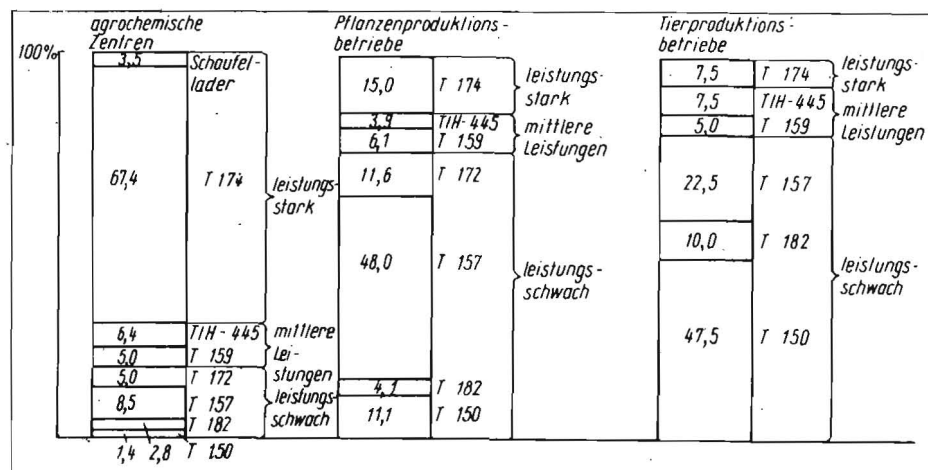 agrochemische
Zentren
100%
3,5
Schaufel-
lader
67,4
T 174
leistungs-
stark
6,4
TIH-445
5,0
T 159
mittlere
Lei-
stungen
5,0
T 172
8,5
T 157
T 182
leistungs-
schwach
1,4
2,8
T 150
Pflanzenproduktions-
betriebe
15,0
T 174
leistungs-
stark
3,9
TIH-445
6,1
T 159
mittlere
Leistungen
11,6
T 172
48,0
T 157
4,1
T 182
11,1
T 150
leistungs-
schwach
Tierproduktions-
betriebe
7,5
T 174
leistungs-
stark
7,5
TIH-445
5,0
T 159
mittlere
Leistungen
22,5
T 157
10,0
T 182
47,5
T 150
leistungs-
schwach